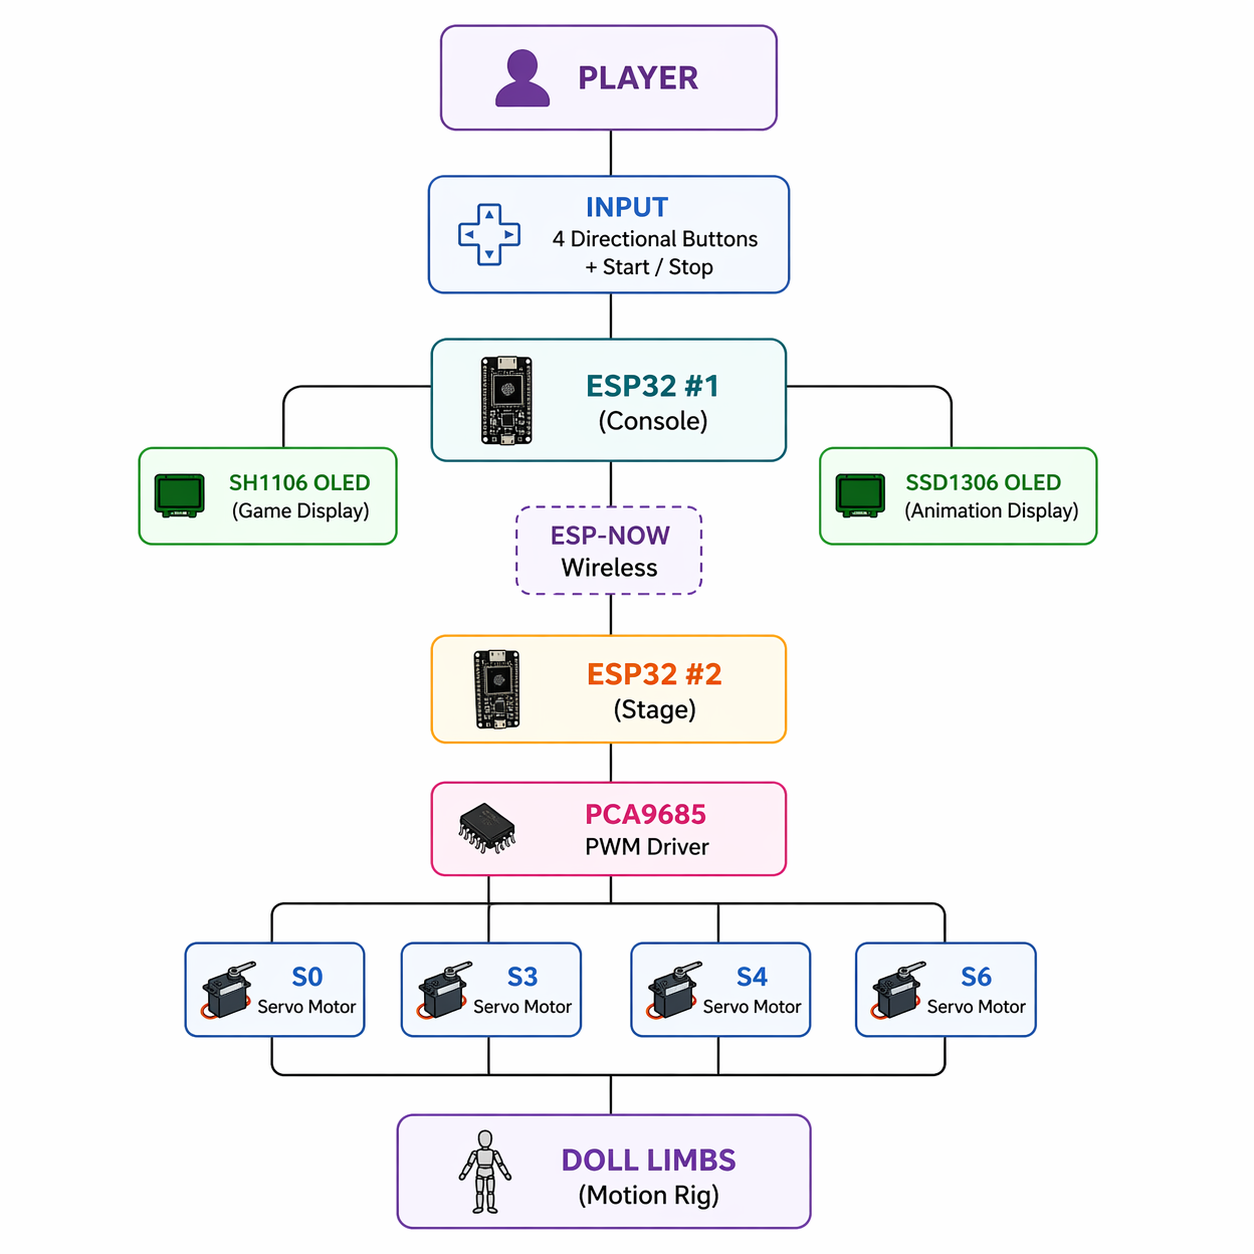 PLAYER
INPUT
4 Directional Buttons
+ Start / Stop
ESP32 #1
(Console)
SH1106 OLED
(Game Display)
SSD1306 OLED
(Animation Display)
ESP-NOW
Wireless
ESP32 #2
(Stage)
PCA9685
PWM Driver
S0
Servo Motor
S3
Servo Motor
S4
Servo Motor
S6
Servo Motor
DOLL LIMBS
(Motion Rig)